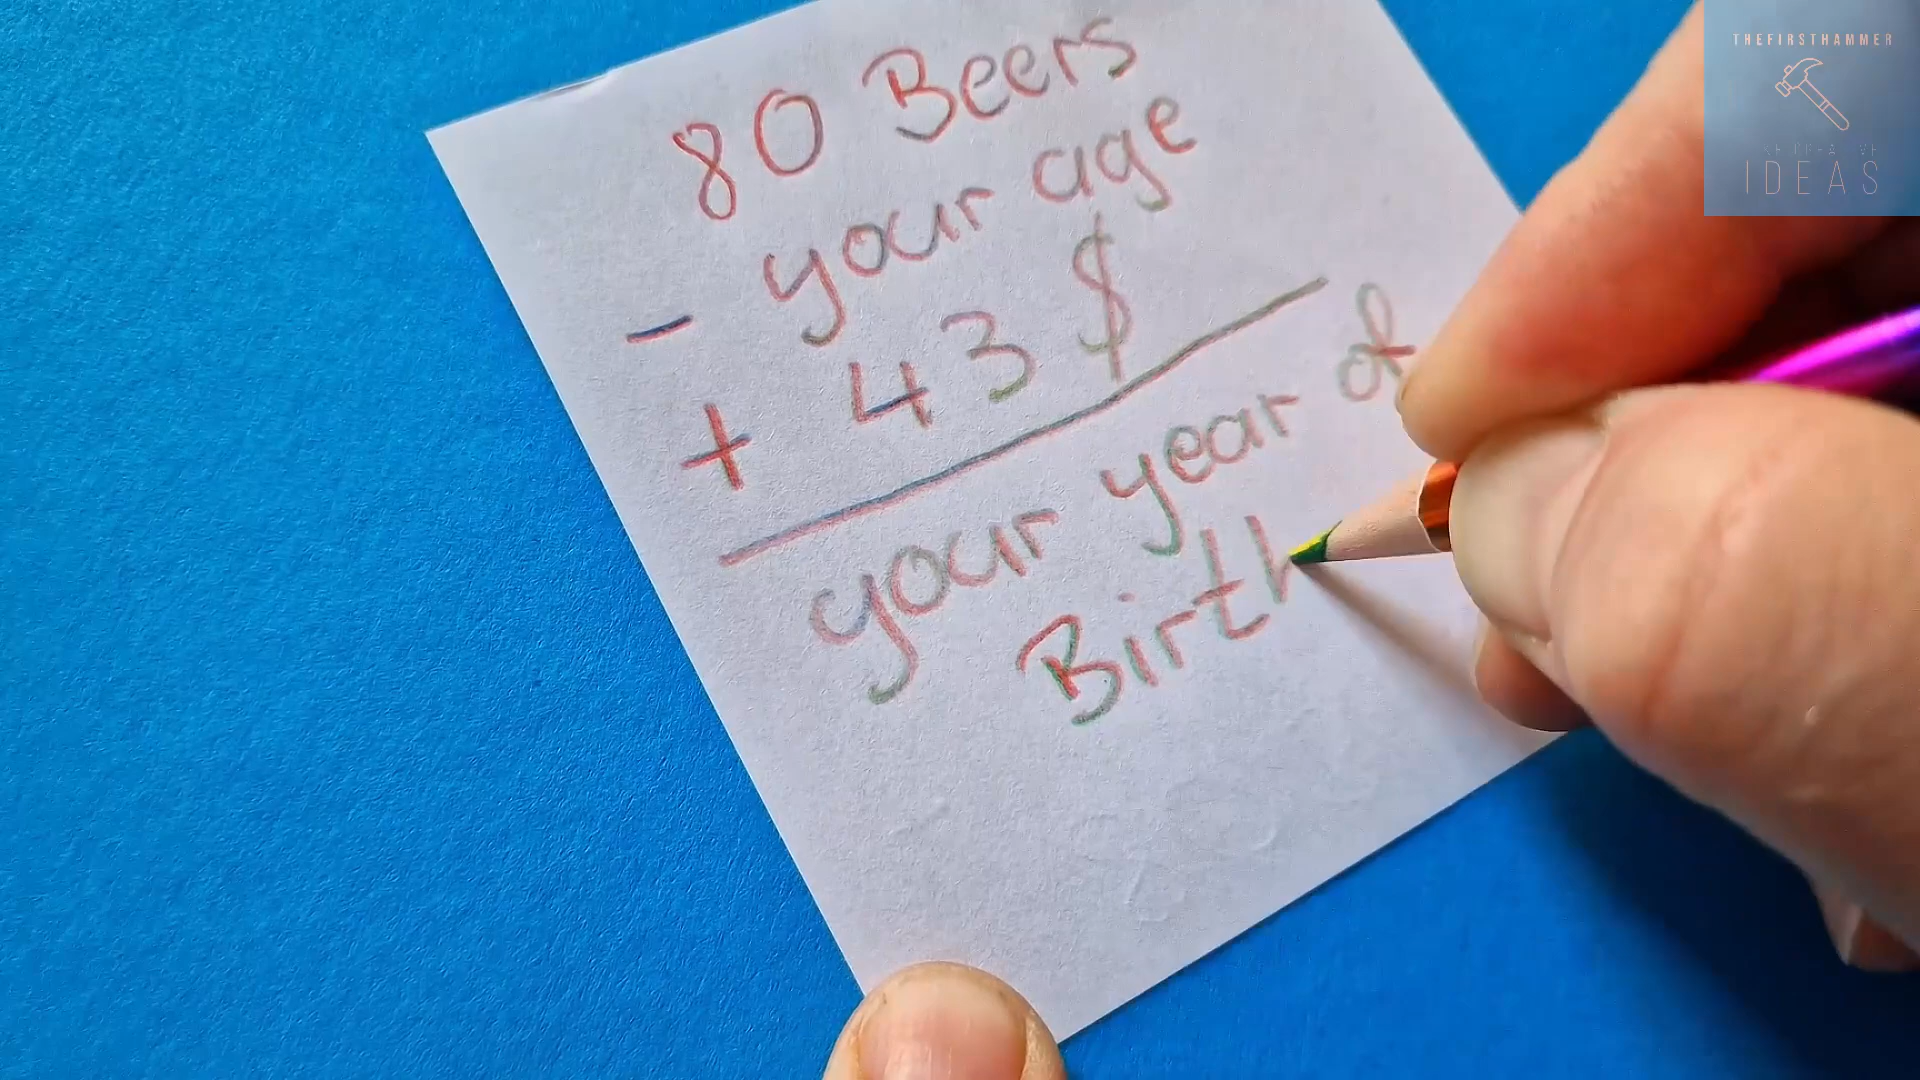 80 Beers
- your age
+ 43 $
your year of
Birth
THEFIRSTHAMMER
IDEAS